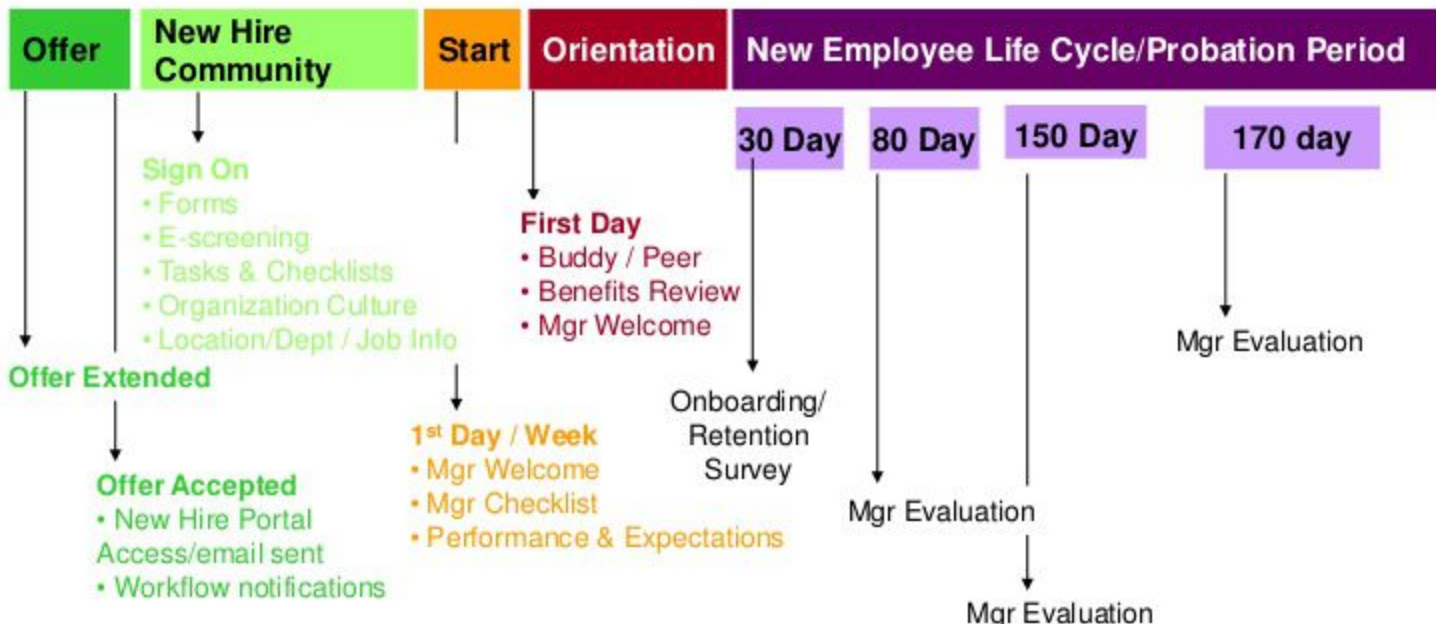 Offer
New Hire
Community
Start
Orientation
New Employee Life Cycle/Probation Period
30 Day
80 Day
150 Day
170 day
Sign On
• Forms
• E-screening
• Tasks & Checklists
• Organization Culture
• Location/Dept / Job Info
First Day
• Buddy / Peer
• Benefits Review
• Mgr Welcome
Offer Extended
Offer Accepted
• New Hire Portal
Access/email sent
• Workflow notifications
1st Day / Week
• Mgr Welcome
• Mgr Checklist
• Performance & Expectations
Onboarding/
Retention
Survey
Mgr Evaluation
Mgr Evaluation
Mgr Evaluation